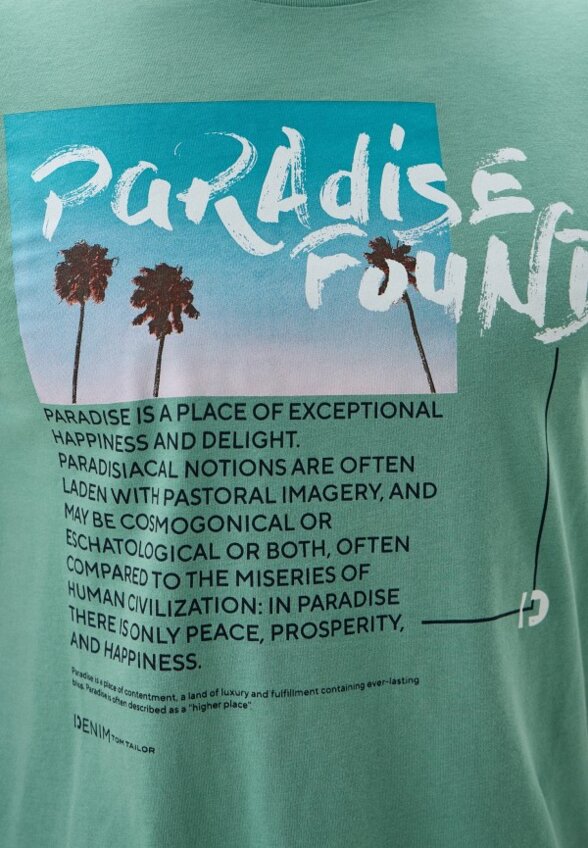 PARADISE
FOUND
PARADISE IS A PLACE OF EXCEPTIONAL
HAPPINESS AND DELIGHT.
PARADISIACAL NOTIONS ARE OFTEN
LADEN WITH PASTORAL IMAGERY, AND
MAY BE COSMOGONICAL OR
ESCHATOLOGICAL OR BOTH, OFTEN
COMPARED TO THE MISERIES OF
HUMAN CIVILIZATION: IN PARADISE
THERE IS ONLY PEACE, PROSPERITY,
AND HAPPINESS.
Paradise is a place of contentment, a land of luxury and fulfillment containing ever-lasting
bliss. Paradise is often described as a "higher place"
DENIM TOM TAILOR